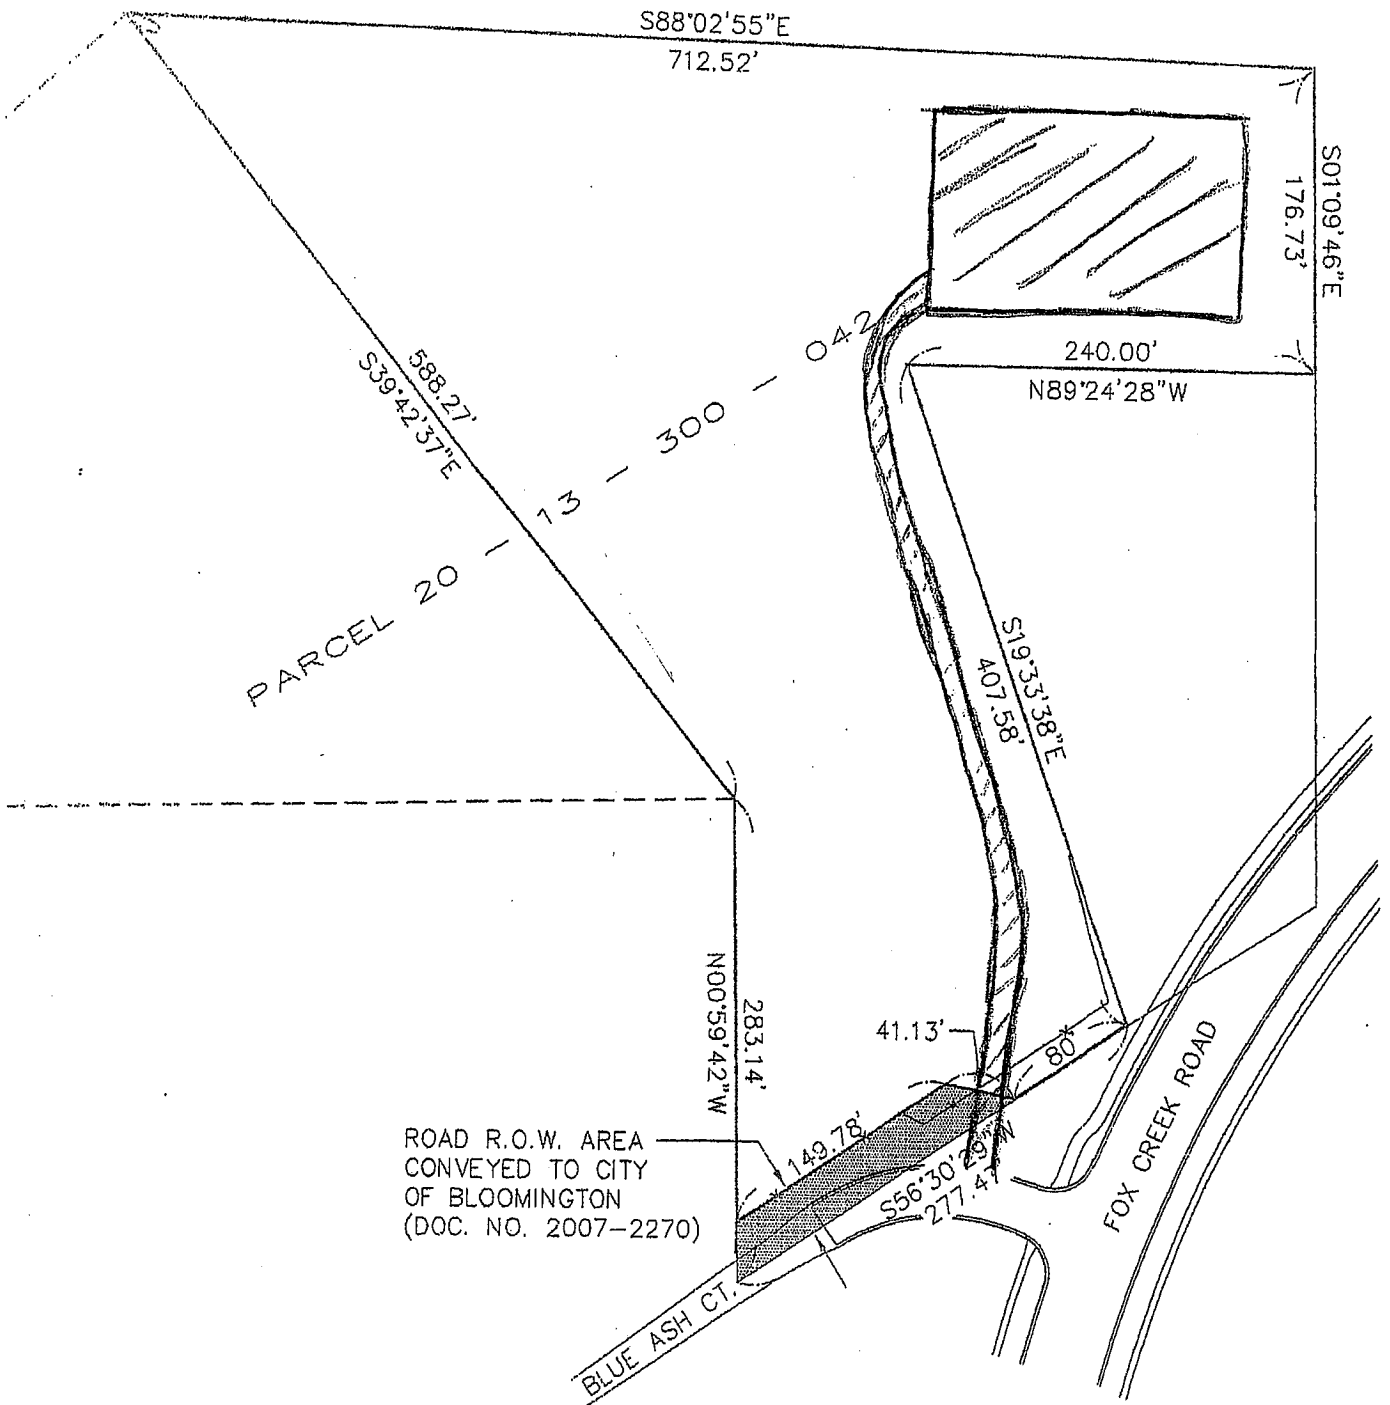 S88°02'55"E
712.52'
S01°09'46"E
176.73'
240.00'
N89°24'28"W
588.27'
S39°42'37"E
PARCEL 20 – 13 – 300 – 042
S19°33'38"E
407.58'
N00°59'42"W
283.14'
41.13'
80'
149.78'
S56°30'29"W
277.47'
ROAD R.O.W. AREA
CONVEYED TO CITY
OF BLOOMINGTON
(DOC. NO. 2007–2270)
FOX CREEK ROAD
BLUE ASH CT.